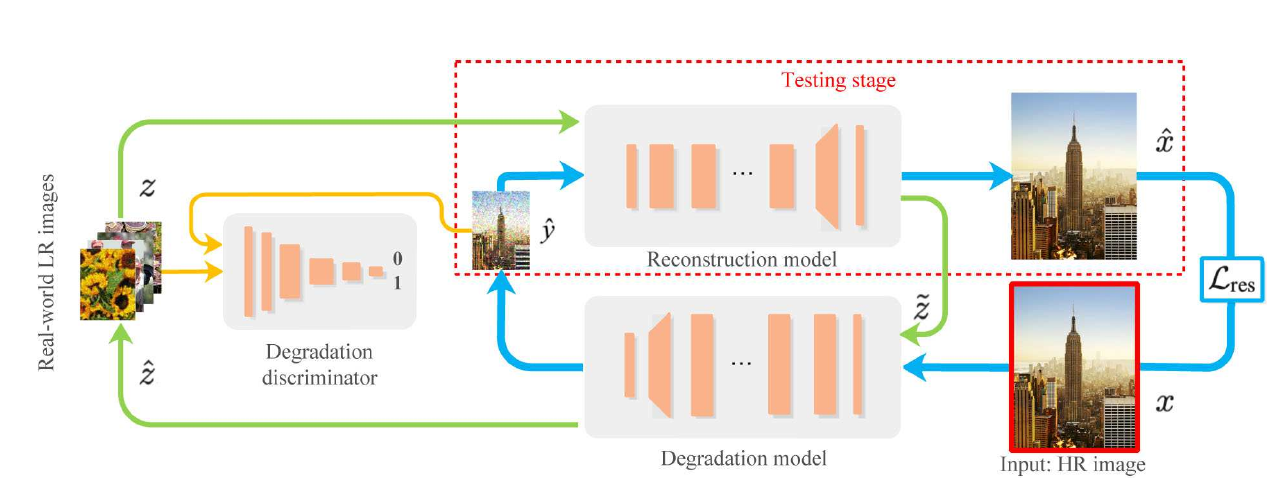 Testing stage
Real-world LR images
z
x̂
ŷ
...
Reconstruction model
0
1
ℒres
z̃
Degradation
discriminator
ẑ
...
x
Degradation model
Input: HR image